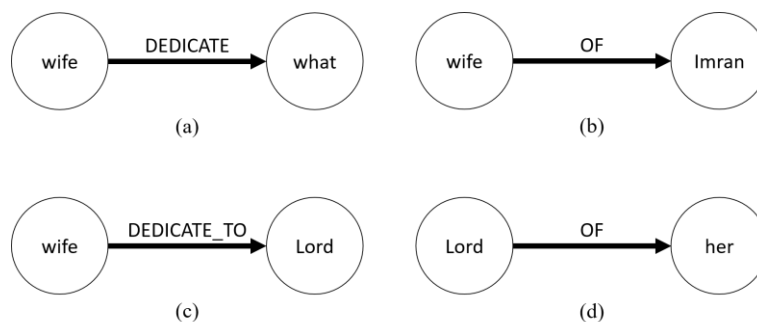 DEDICATE
wife what
(a)
OF
wife Imran
(b)
DEDICATE_TO
wife Lord
(c)
OF
Lord her
(d)